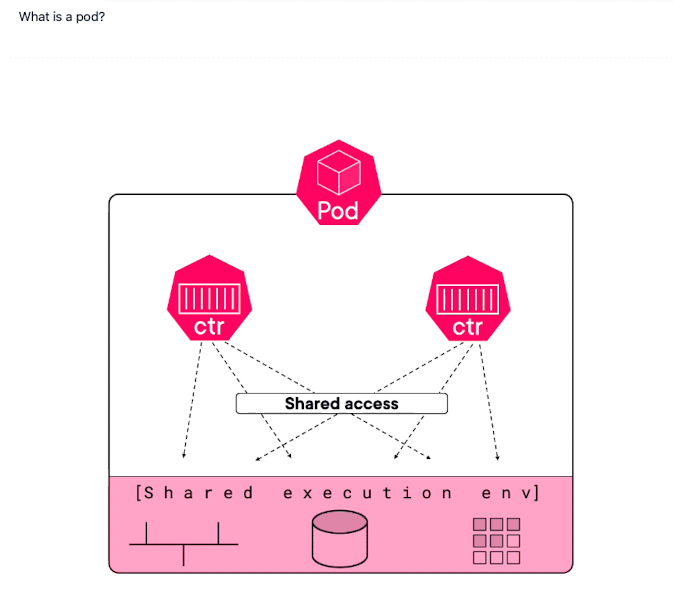 What is a pod?
Pod
ctr
ctr
Shared access
[Shared execution env]